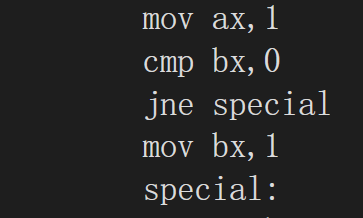 mov ax,1
cmp bx,0
jne special
mov bx,1
special: